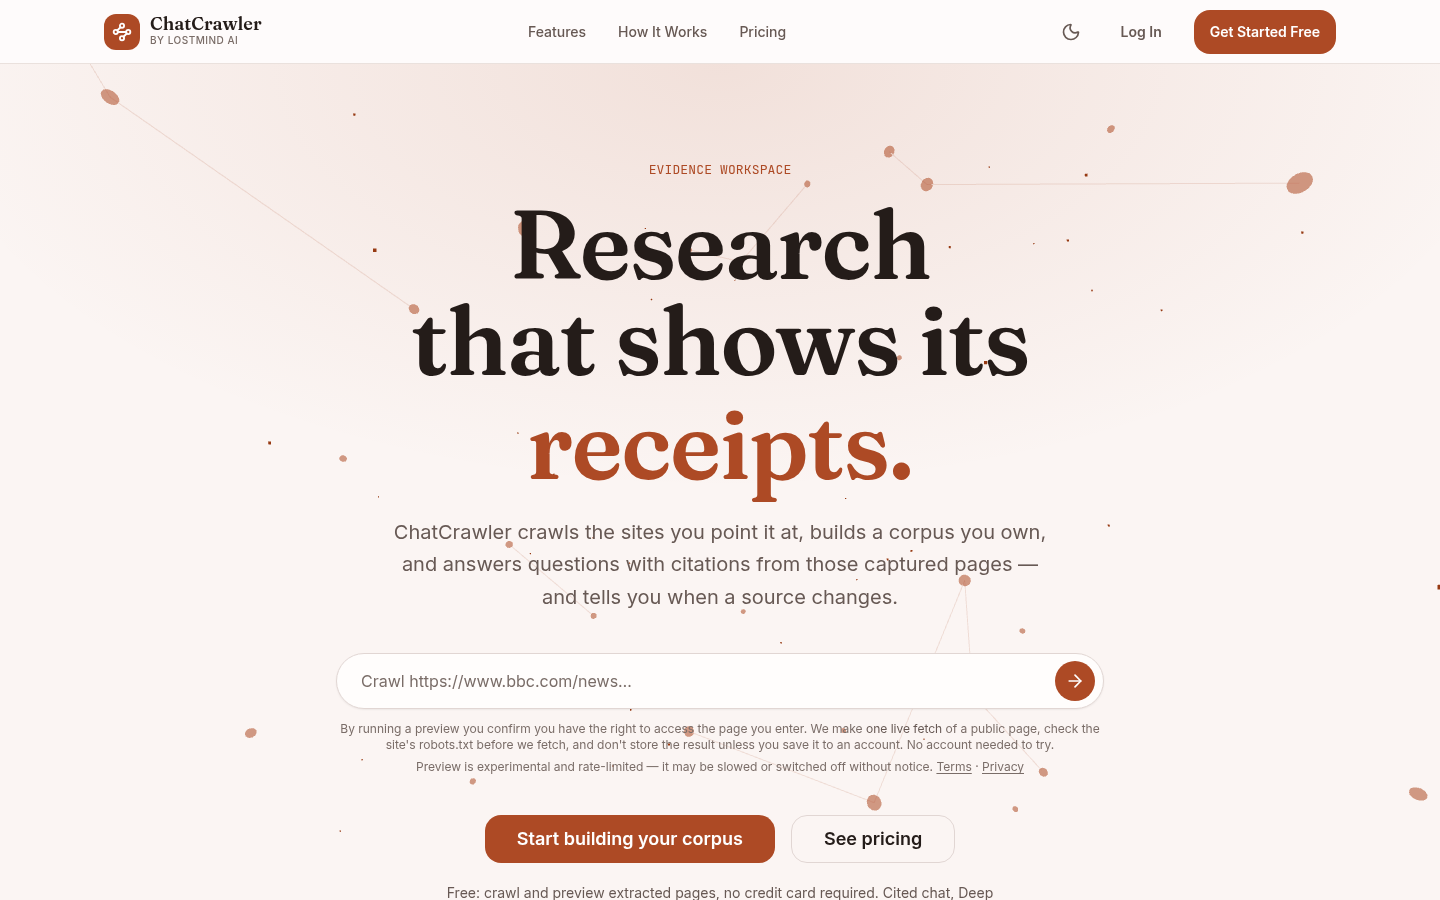 ChatCrawler
BY LOSTMIND AI
Features
How It Works
Pricing
Log In
Get Started Free
EVIDENCE WORKSPACE
Research
that shows its
receipts.
ChatCrawler crawls the sites you point it at, builds a corpus you own,
and answers questions with citations from those captured pages —
and tells you when a source changes.
Crawl https://www.bbc.com/news...
By running a preview you confirm you have the right to access the page you enter. We make one live fetch of a public page, check the
site's robots.txt before we fetch, and don't store the result unless you save it to an account. No account needed to try.
Preview is experimental and rate-limited — it may be slowed or switched off without notice. Terms · Privacy
Start building your corpus
See pricing
Free: crawl and preview extracted pages, no credit card required. Cited chat, Deep